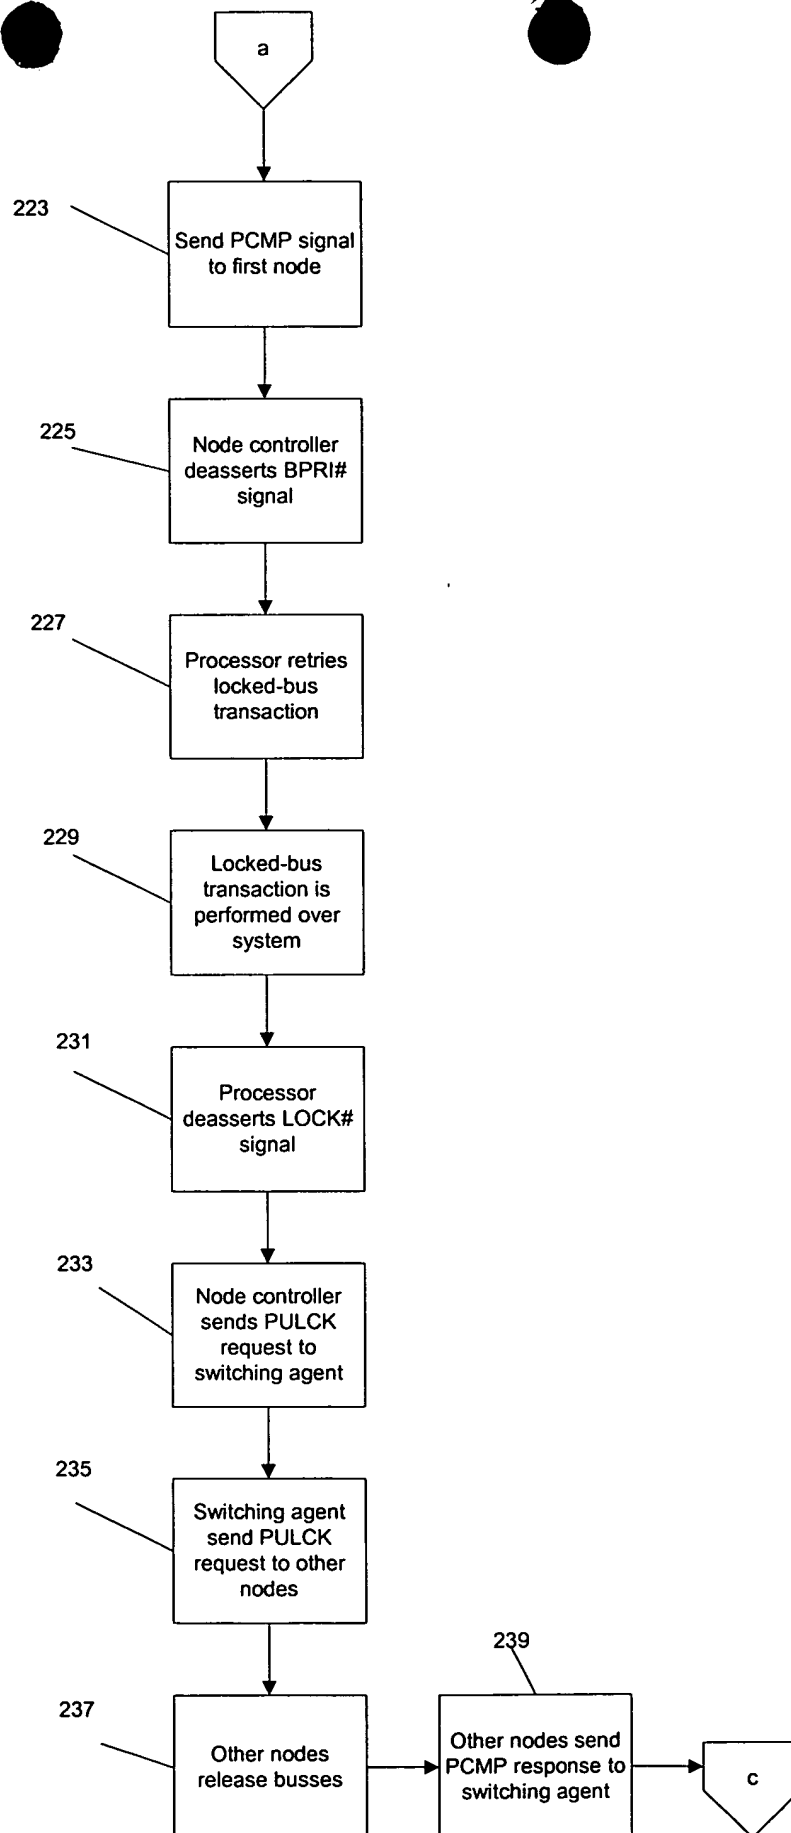 a
223
Send PCMP signal
to first node
225
Node controller
deasserts BPRI#
signal
227
Processor retries
locked-bus
transaction
229
Locked-bus
transaction is
performed over
system
231
Processor
deasserts LOCK#
signal
233
Node controller
sends PULCK
request to
switching agent
235
Switching agent
send PULCK
request to other
nodes
237
Other nodes
release busses
239
Other nodes send
PCMP response to
switching agent
c